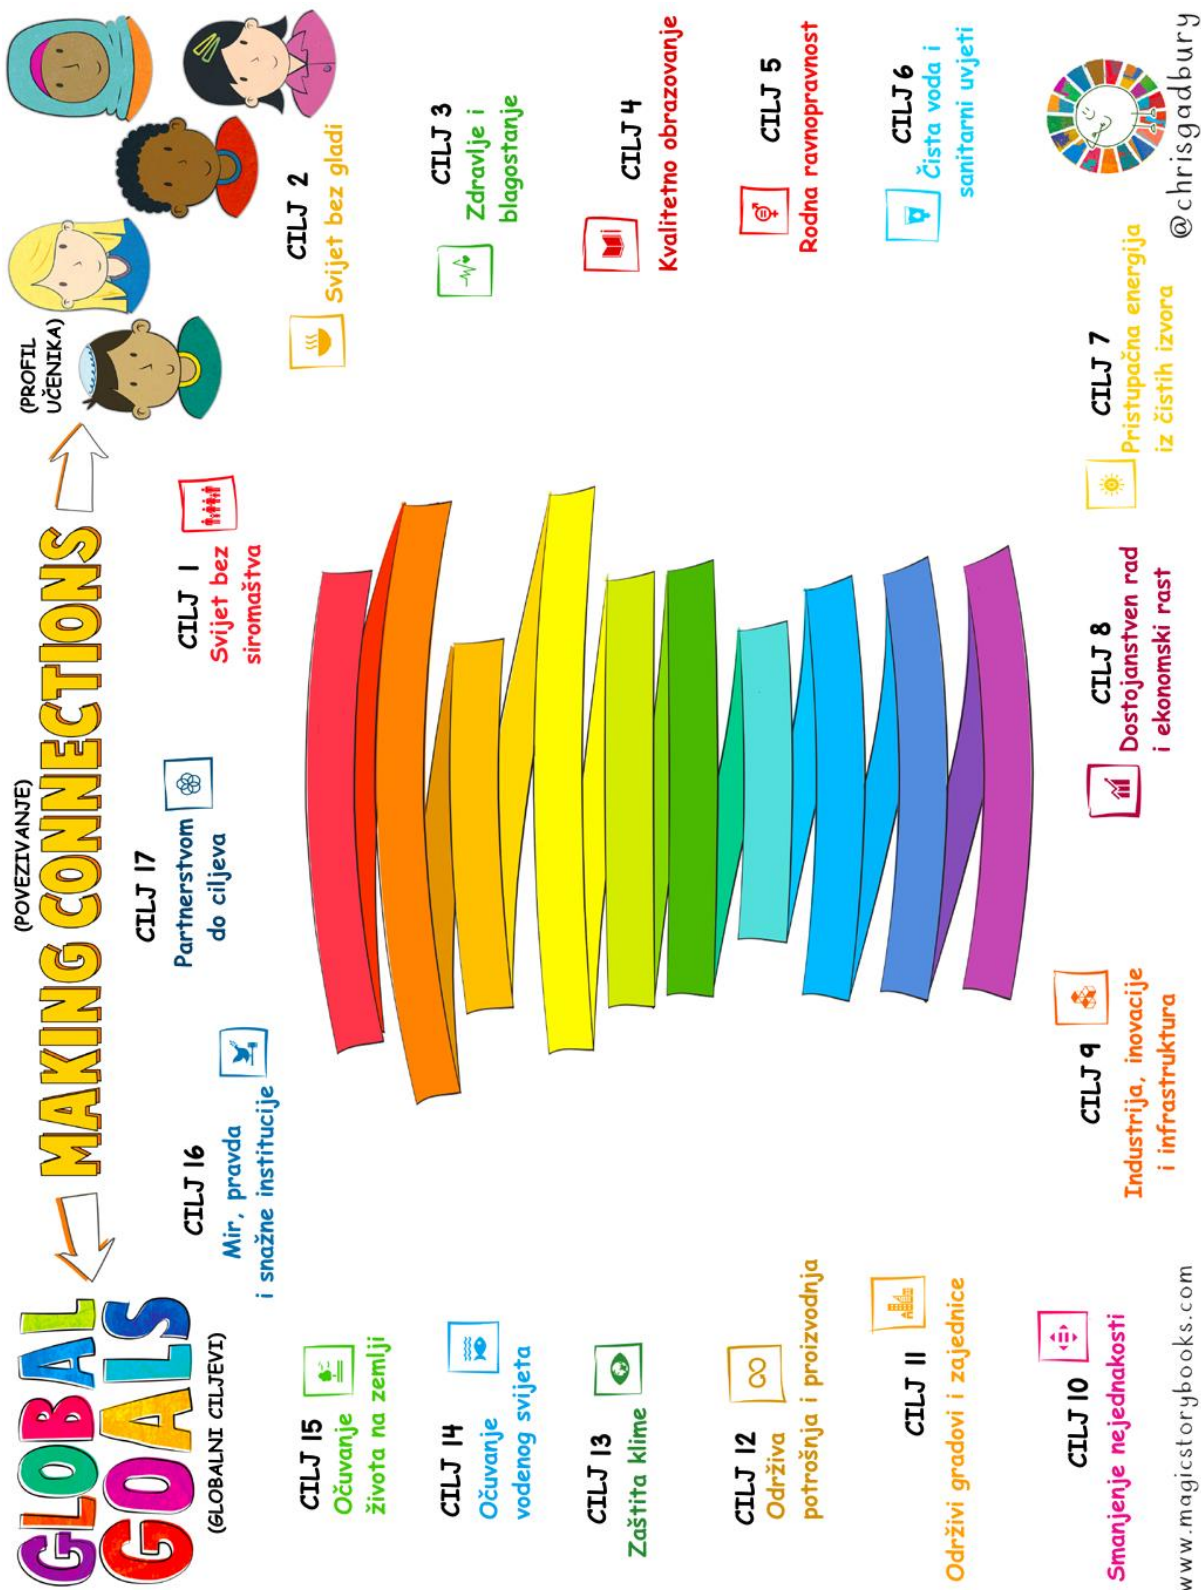 GLOBAL
GOALS
(GLOBALNI CILJEVI)
(POVEZIVANJE)
MAKING CONNECTIONS
(PROFIL
UČENIKA)
CILJ 1
Svijet bez
siromaštva
CILJ 2
Svijet bez gladi
CILJ 3
Zdravlje i
blagostanje
CILJ 4
Kvalitetno obrazovanje
CILJ 5
Rodna ravnopravnost
CILJ 6
Čista voda i
sanitarni uvjeti
CILJ 7
Pristupačna energija
iz čistih izvora
CILJ 8
Dostojanstven rad
i ekonomski rast
CILJ 9
Industrija, inovacije
i infrastruktura
CILJ 10
Smanjenje nejednakosti
CILJ 11
Održivi gradovi i zajednice
CILJ 12
Održiva
potrošnja i proizvodnja
CILJ 13
Zaštita klime
CILJ 14
Očuvanje
vodenog svijeta
CILJ 15
Očuvanje
života na zemlji
CILJ 16
Mir, pravda
i snažne institucije
CILJ 17
Partnerstvom
do ciljeva
www.magicstorybooks.com
@chrisgadbury